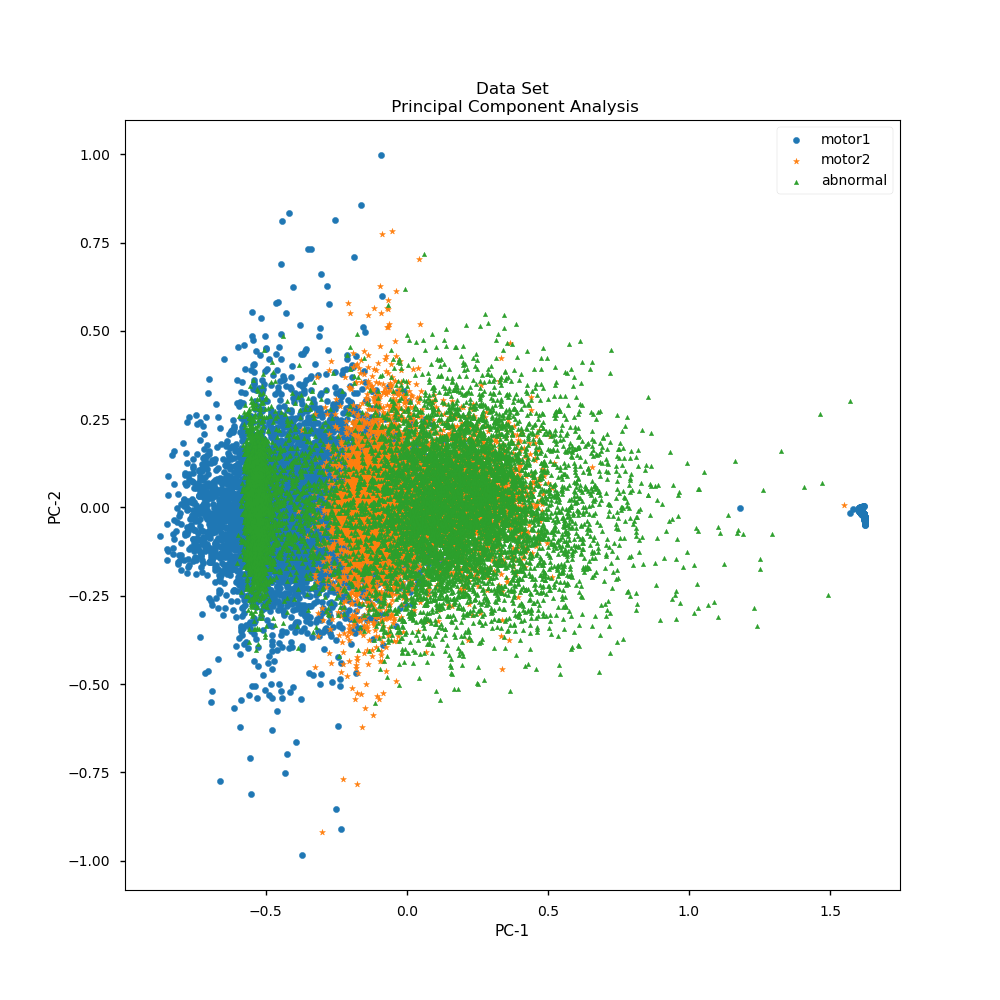 Data Set
Principal Component Analysis
motor1
motor2
abnormal
1.00
0.75
0.50
0.25
0.00
−0.25
−0.50
−0.75
−1.00
PC-2
−0.5
0.0
0.5
1.0
1.5
PC-1